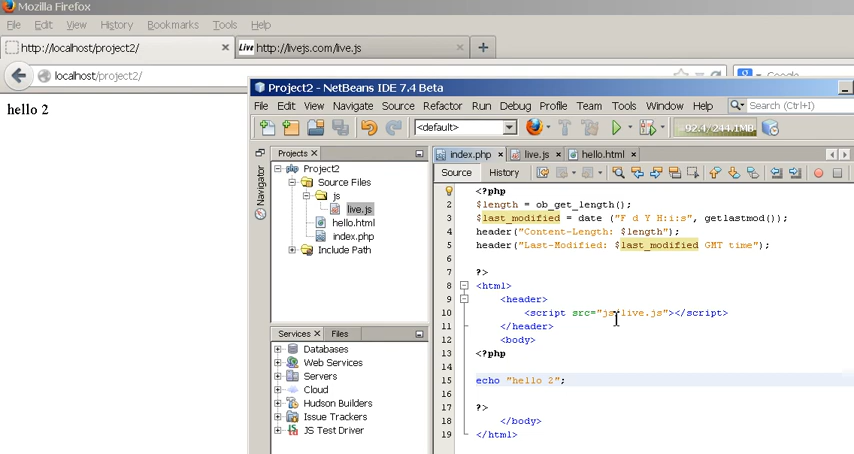 Mozilla Firefox
File Edit View History Bookmarks Tools Help
http://localhost/project2/ Live http://livejs.com/live.js
localhost/project2/ Google
hello 2
Project2 - NetBeans IDE 7.4 Beta
File Edit View Navigate Source Refactor Run Debug Profile Team Tools Window Help Search (Ctrl+I)
<default> 92.4/244.1MB
Navigator
Projects
Project2
Source Files
js
live.js
hello.html
index.php
Include Path
Services Files
Databases
Web Services
Servers
Cloud
Hudson Builders
Issue Trackers
JS Test Driver
index.php live.js hello.html
Source History
<?php
2 $length = ob_get_length();
3 $last_modified = date ("F d Y H:i:s", getlastmod());
4 header("Content-Length: $length");
5 header("Last-Modified: $last_modified GMT time");
6
7 ?>
8 <html>
9 <header>
10 <script src="js/live.js"></script>
11 </header>
12 <body>
13 <?php
14
15 echo "hello 2";
16
17 ?>
18 </body>
19 </html>